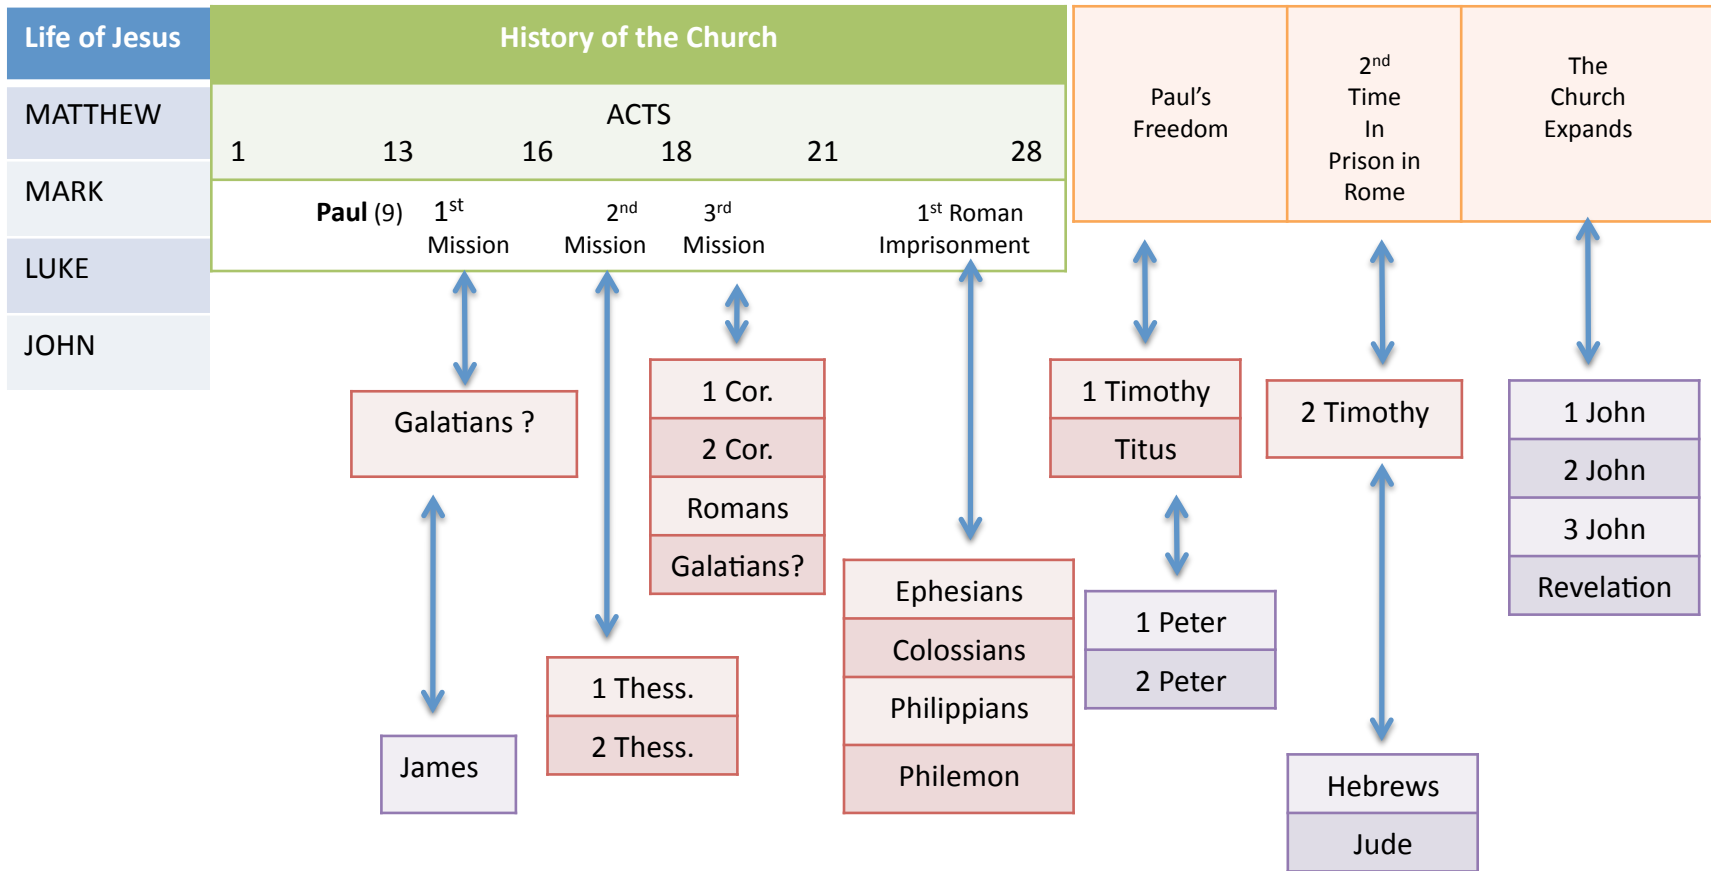 Life of Jesus
MATTHEW
MARK
LUKE
JOHN
History of the Church
ACTS
1 13 16 18 21 28
Paul (9) 1st Mission
2nd Mission
3rd Mission
1st Roman
Imprisonment
Paul’s
Freedom
2nd
Time
In
Prison in
Rome
The
Church
Expands
Galatians ?
James
1 Thess.
2 Thess.
1 Cor.
2 Cor.
Romans
Galatians?
Ephesians
Colossians
Philippians
Philemon
1 Timothy
Titus
1 Peter
2 Peter
2 Timothy
Hebrews
Jude
1 John
2 John
3 John
Revelation